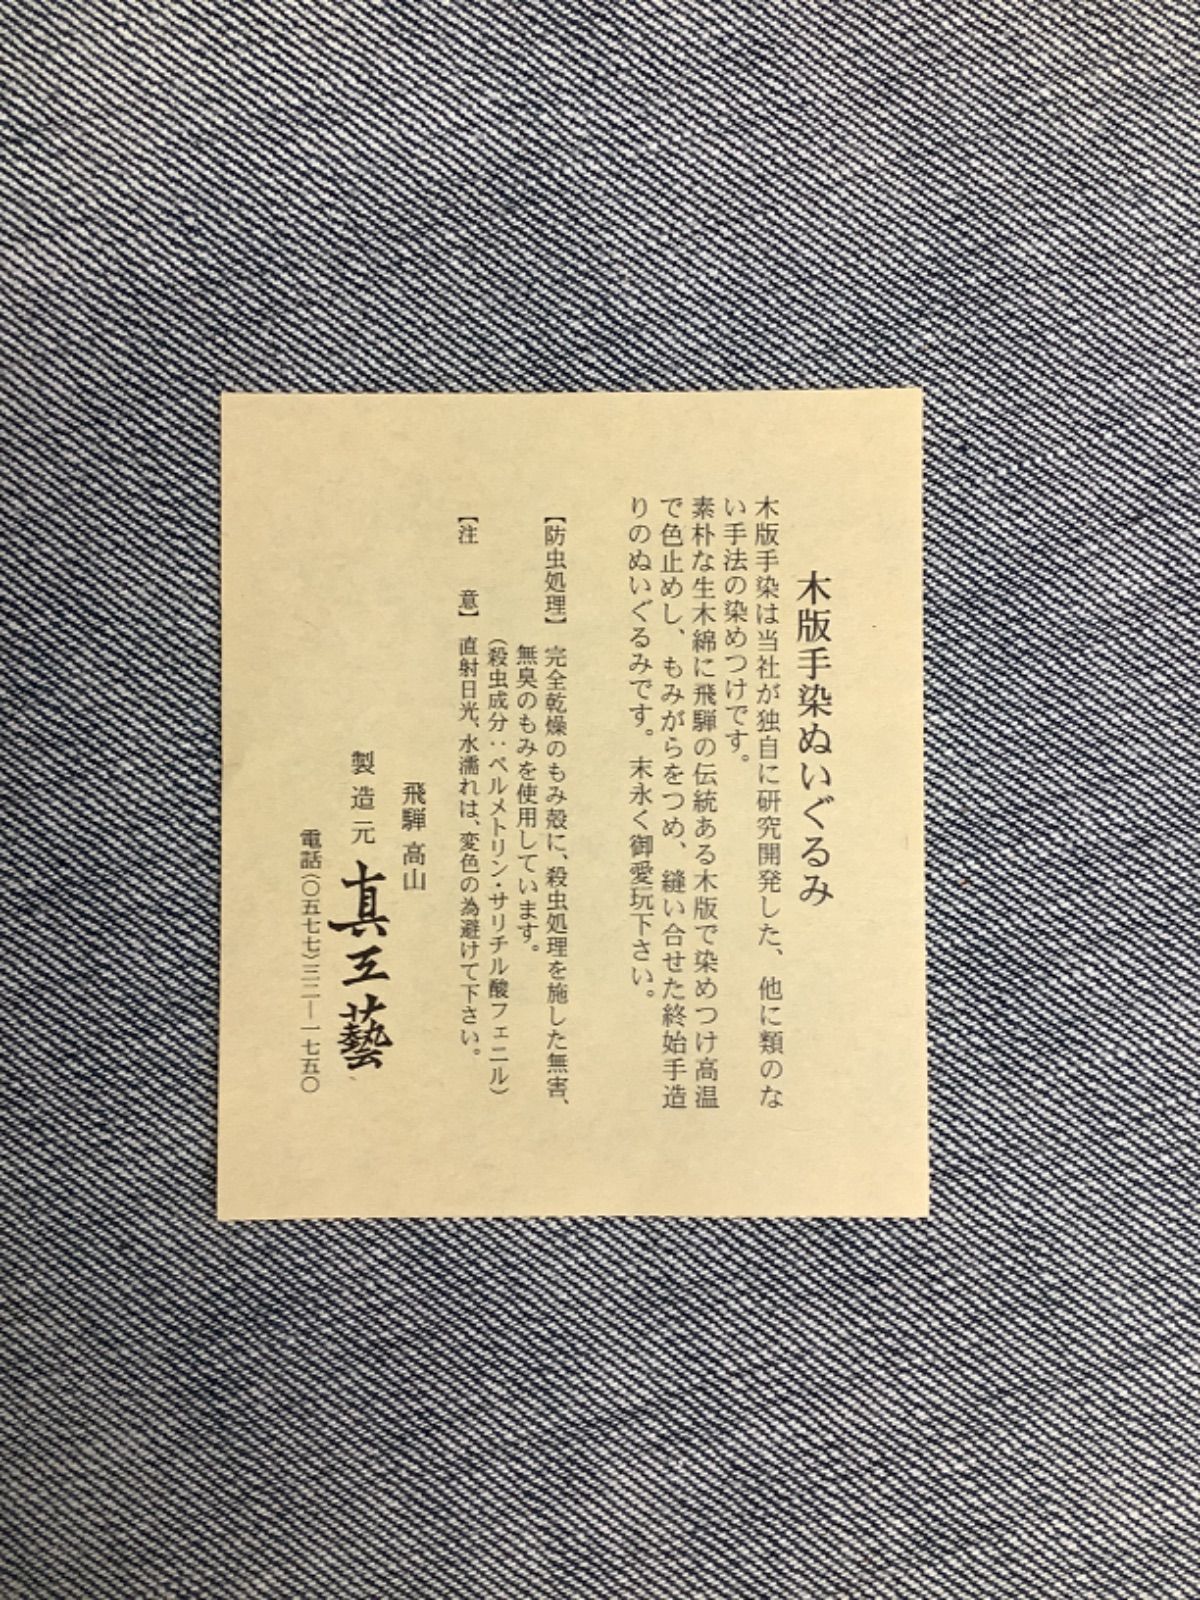 木版手染ぬいぐるみ
木版手染は当社が独自に研究開発した、他に類のな
い手法の染めつけです。
素朴な生木綿に飛騨の伝統ある木版で染めつけ高温
で色止めし、もみがらをつめ、縫い合せた終始手造
りのぬいぐるみです。末永く御愛玩下さい。
【防虫処理】完全乾燥のもみ殻に、殺虫処理を施した無害、
無臭のもみを使用しています。
(殺虫成分:ペルメトリン・サリチル酸フェニル)
【注 意】直射日光、水濡れは、変色の為避けて下さい。
飛騨高山
製造元 真工藝
電話(〇五七七)三二―一七五〇